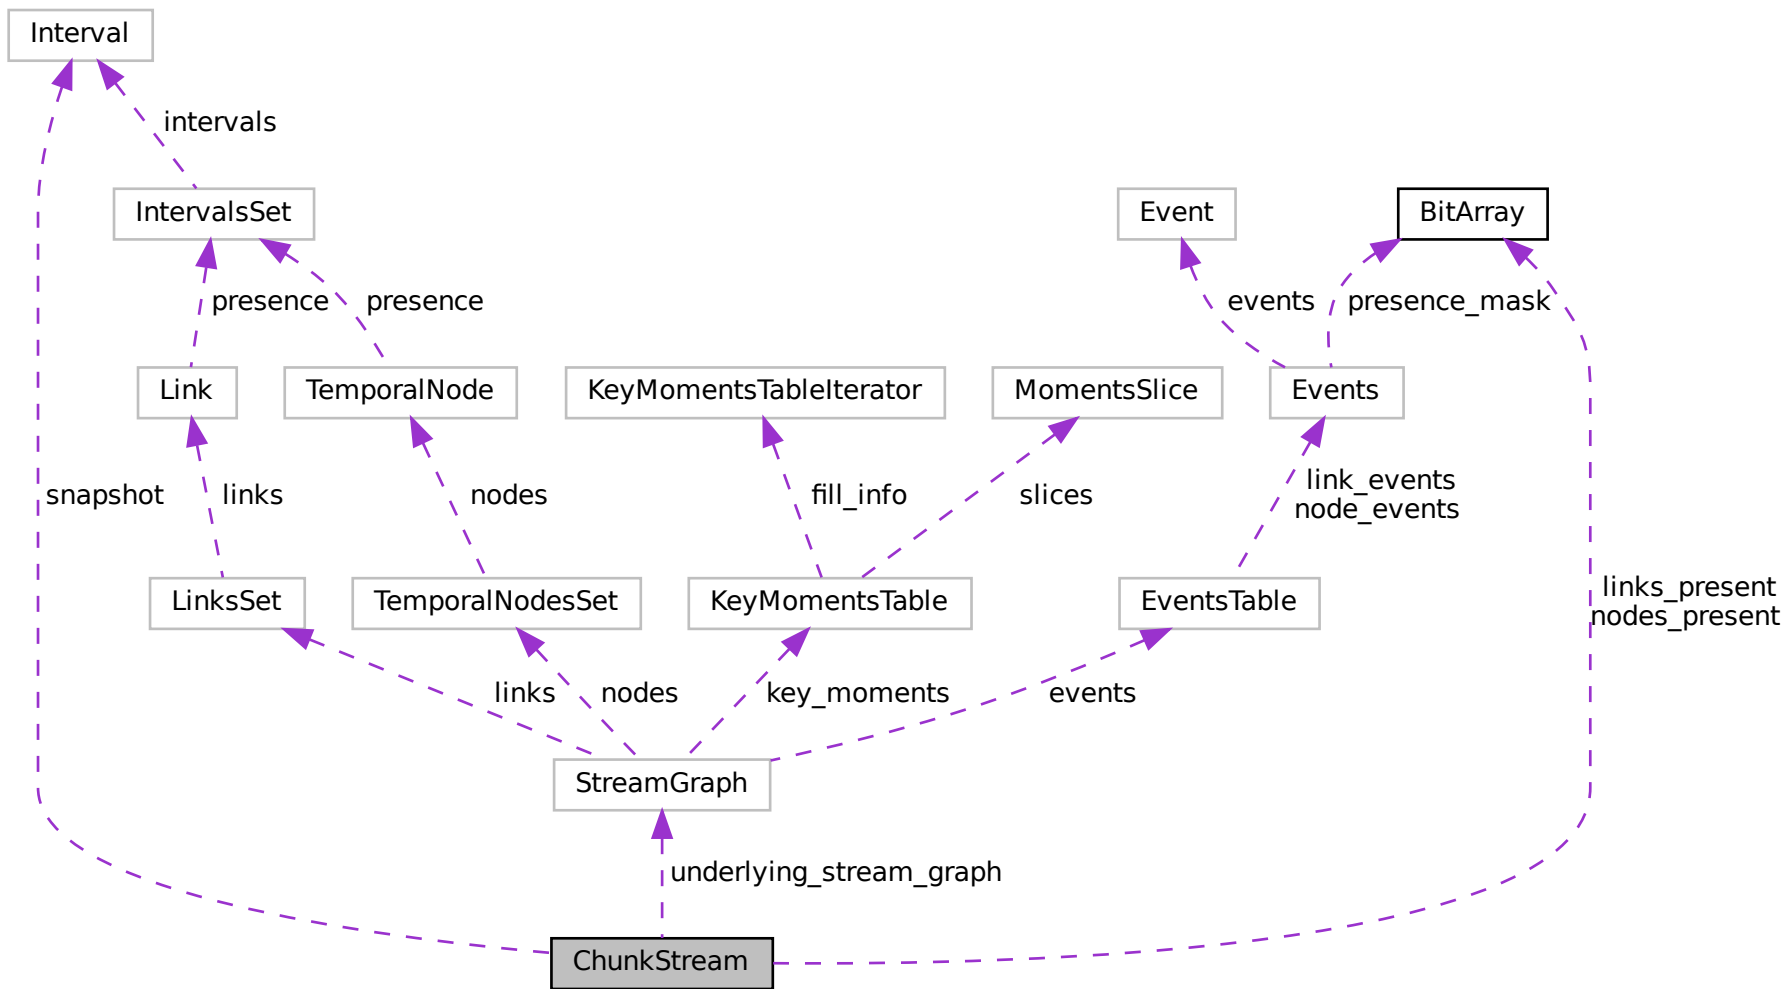 Interval
intervals
IntervalsSet
Event
BitArray
presence
presence
events
presence_mask
Link
TemporalNode
KeyMomentsTableIterator
MomentsSlice
Events
snapshot
links
nodes
fill_info
slices
link_events
node_events
LinksSet
TemporalNodesSet
KeyMomentsTable
EventsTable
links_present
nodes_present
links
nodes
key_moments
events
StreamGraph
underlying_stream_graph
ChunkStream